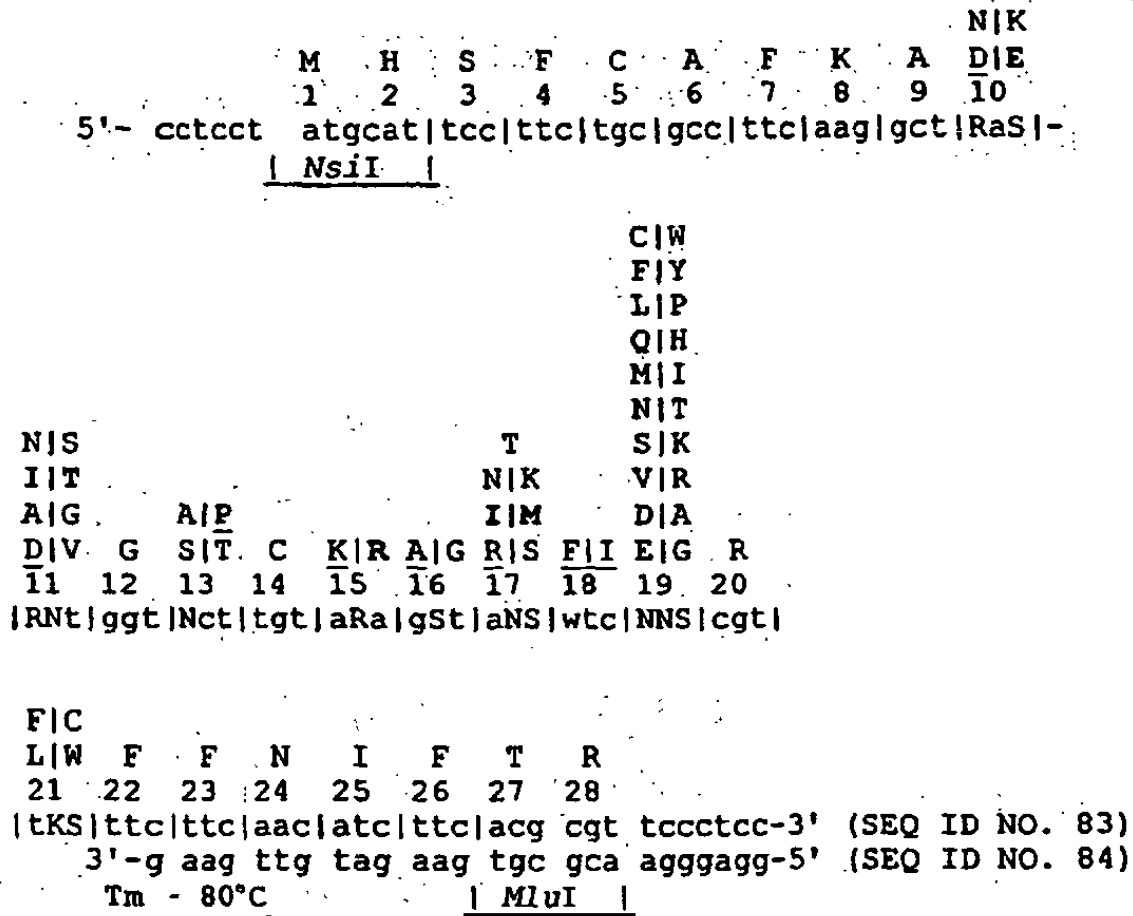 N|K
M H S F C A F K A D|E
1 2 3 4 5 6 7 8 9 10
5'- cctcct atgcat|tcc|ttc|tgc|gcc|ttc|aag|gct|RaS|-
| NsiI |
C|W
F|Y
L|P
Q|H
M|I
N|T
N|S T S|K
I|T N|K V|R
A|G A|P I|M D|A
D|V G S|T C K|R A|G R|S F|I E|G R
11 12 13 14 15 16 17 18 19 20
|RNt|ggt|Nct|tgt|aRa|gSt|aNS|wtc|NNS|cgt|
F|C
L|W F F N I F T R
21 22 23 24 25 26 27 28
|tKS|ttc|ttc|aac|atc|ttc|acg cgt tccctcc-3' (SEQ ID NO. 83)
3'-g aag ttg tag aag tgc gca agggagg-5' (SEQ ID NO. 84)
Tm - 80°C | MluI |